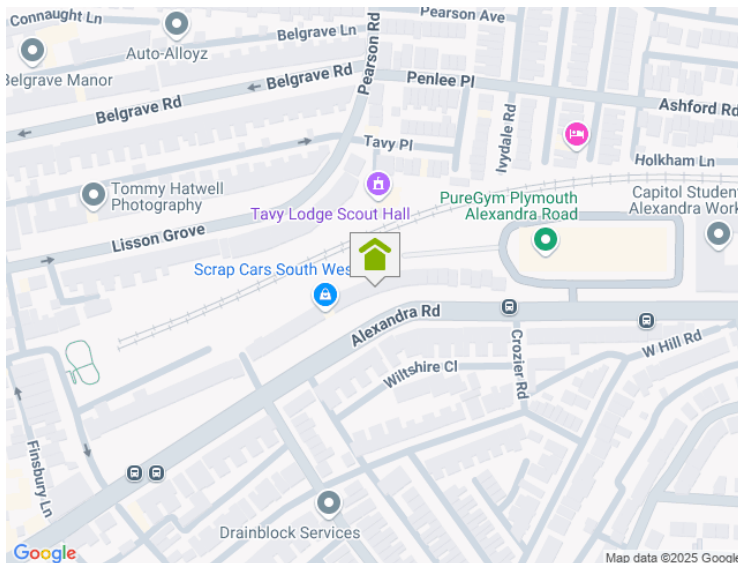 Connaught Ln
Pearson Ave
Auto-Alloyz
Belgrave Ln
Pearson Rd
Belgrave Manor
Belgrave Rd
Penlee Pl
Belgrave Rd
Ashford Rd
Ivydale Rd
Tavy Pl
Holkham Ln
Tommy Hatwell
Photography
Tavy Lodge Scout Hall
PureGym Plymouth
Alexandra Road
Capitol Student
Alexandra Work
Lisson Grove
Scrap Cars South Wes
Alexandra Rd
Crozier Rd
W Hill Rd
Wiltshire Cl
Finsbury Ln
Drainblock Services
Google
Map data ©2025 Google